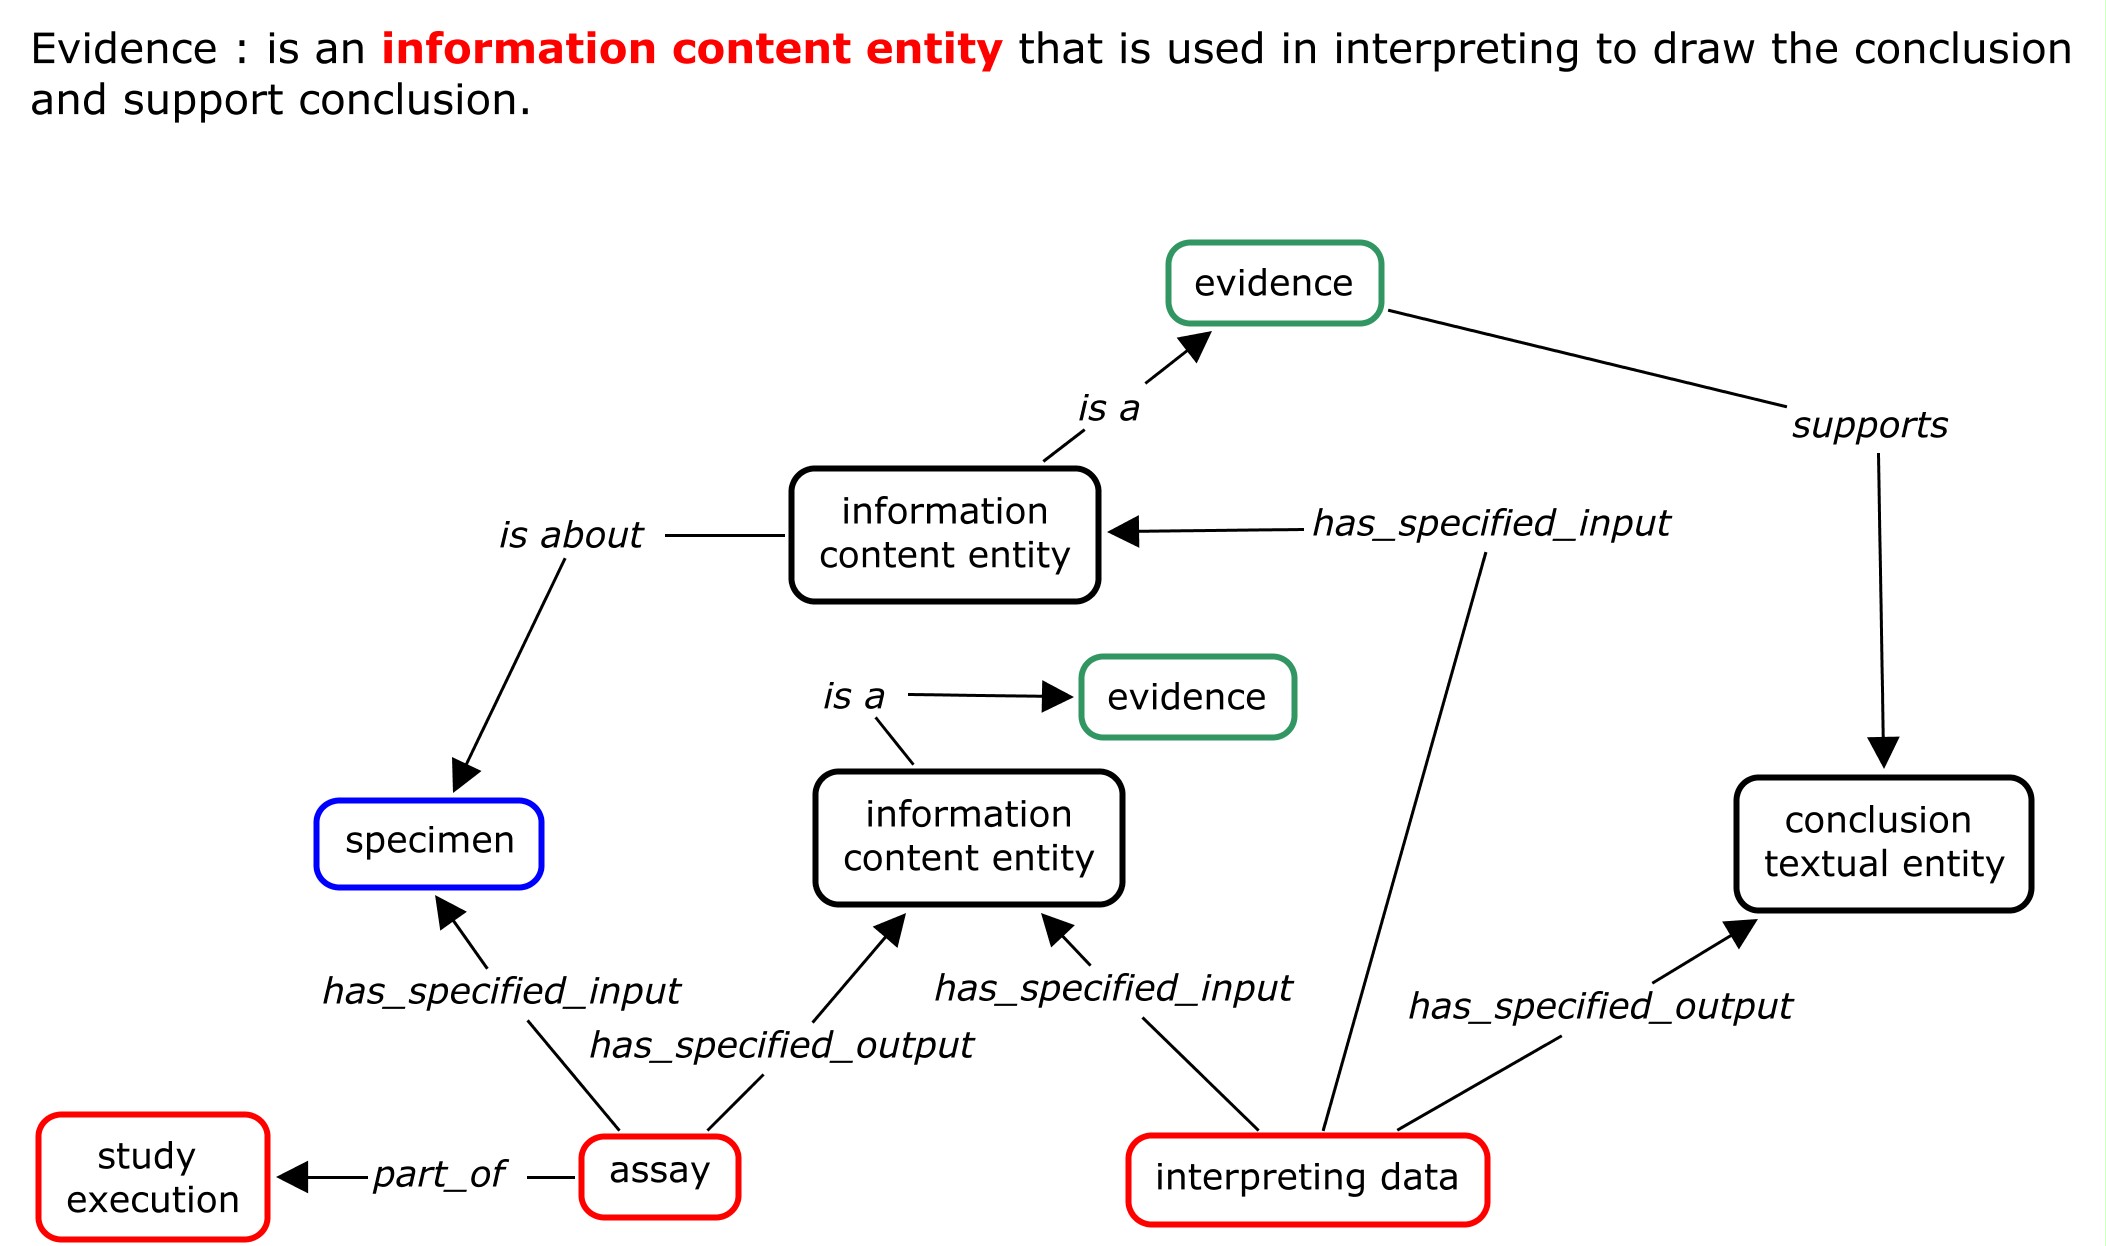 Evidence : is an information content entity that is used in interpreting to draw the conclusion
and support conclusion.
evidence
is a
supports
information
content entity
is about
has_specified_input
is a
evidence
specimen
information
content entity
conclusion
textual entity
has_specified_input
has_specified_output
has_specified_input
has_specified_output
study
execution
part_of
assay
interpreting data